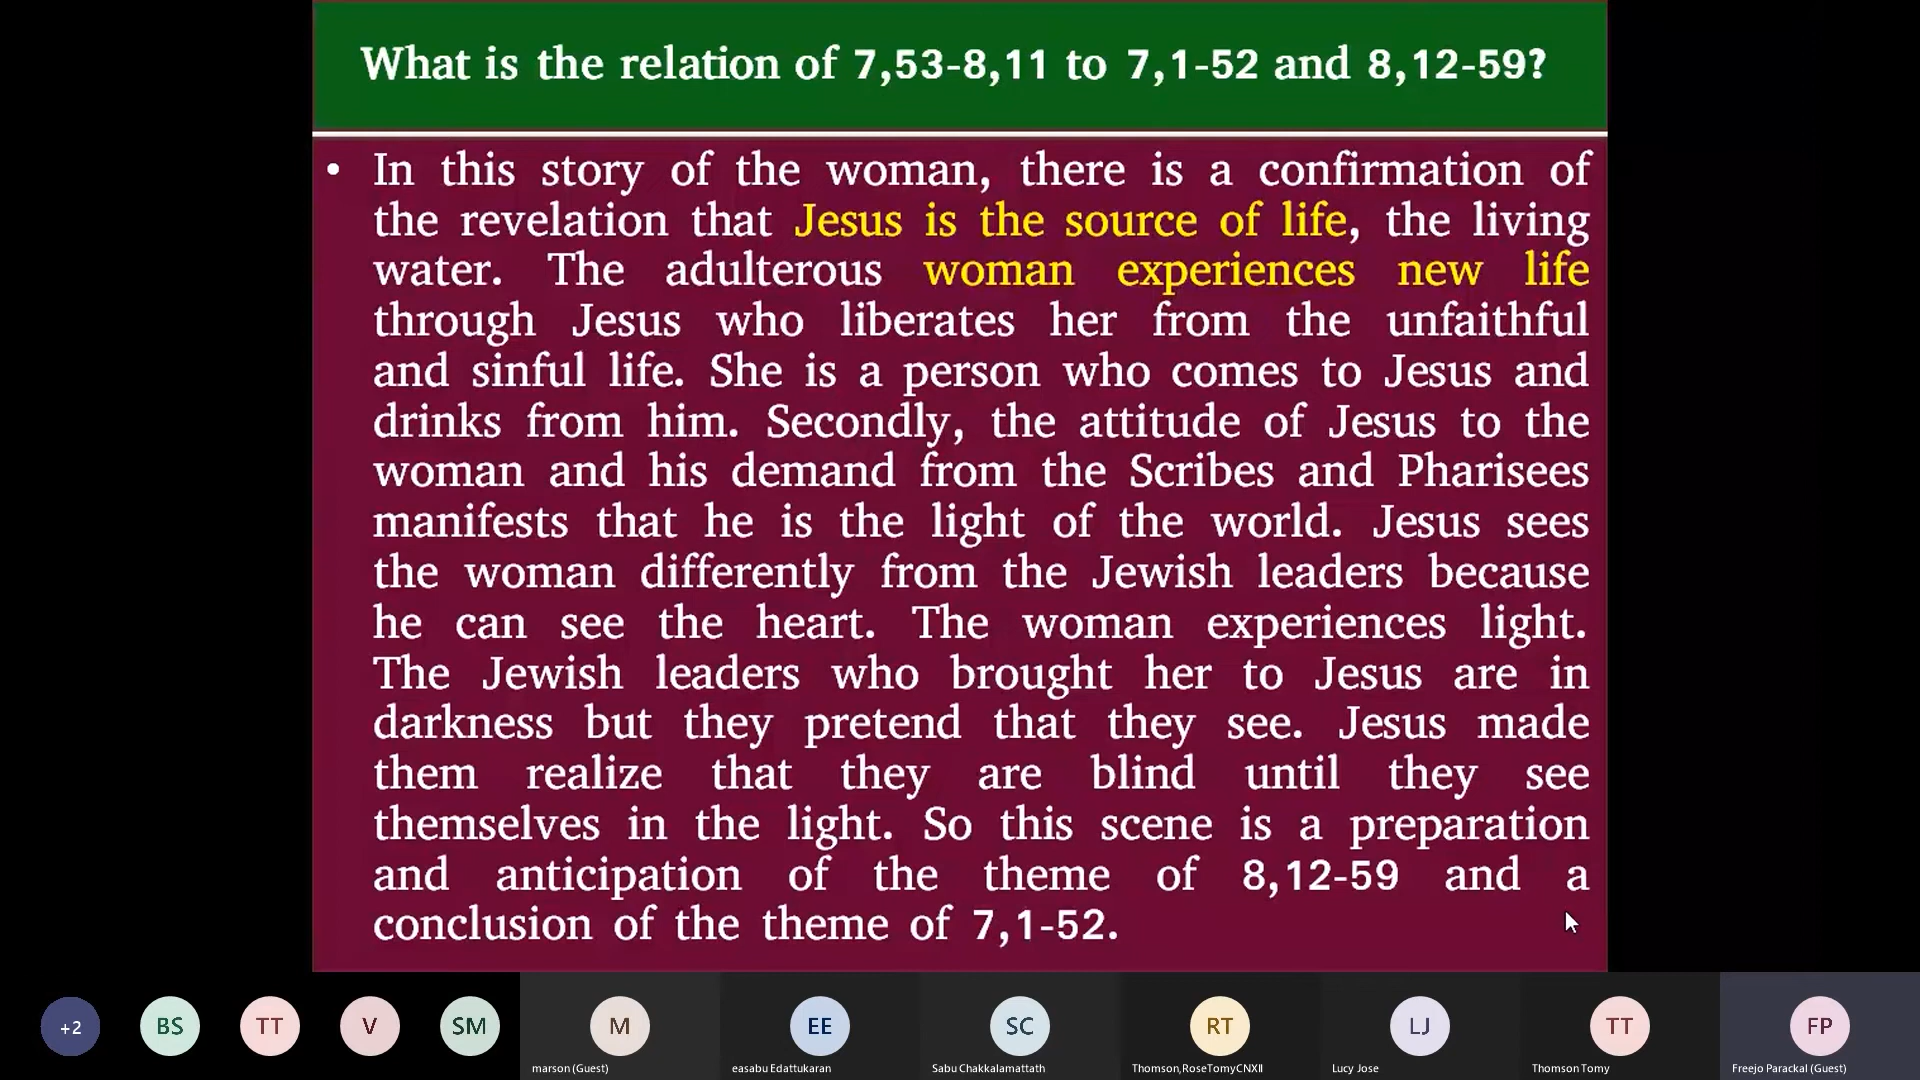 What is the relation of 7,53-8,11 to 7,1-52 and 8,12-59?
• In this story of the woman, there is a confirmation of
the revelation that Jesus is the source of life, the living
water. The adulterous woman experiences new life
through Jesus who liberates her from the unfaithful
and sinful life. She is a person who comes to Jesus and
drinks from him. Secondly, the attitude of Jesus to the
woman and his demand from the Scribes and Pharisees
manifests that he is the light of the world. Jesus sees
the woman differently from the Jewish leaders because
he can see the heart. The woman experiences light.
The Jewish leaders who brought her to Jesus are in
darkness but they pretend that they see. Jesus made
them realize that they are blind until they see
themselves in the light. So this scene is a preparation
and anticipation of the theme of 8,12-59 and a
conclusion of the theme of 7,1-52.
+2 BS TT V SM M EE SC RT LJ TT FP
marson (Guest) easabu Edattukaran Sabu Chakkalamattath Thomson,RoseTomyCNXII Lucy Jose Thomson Tomy Freejo Parackal (Guest)